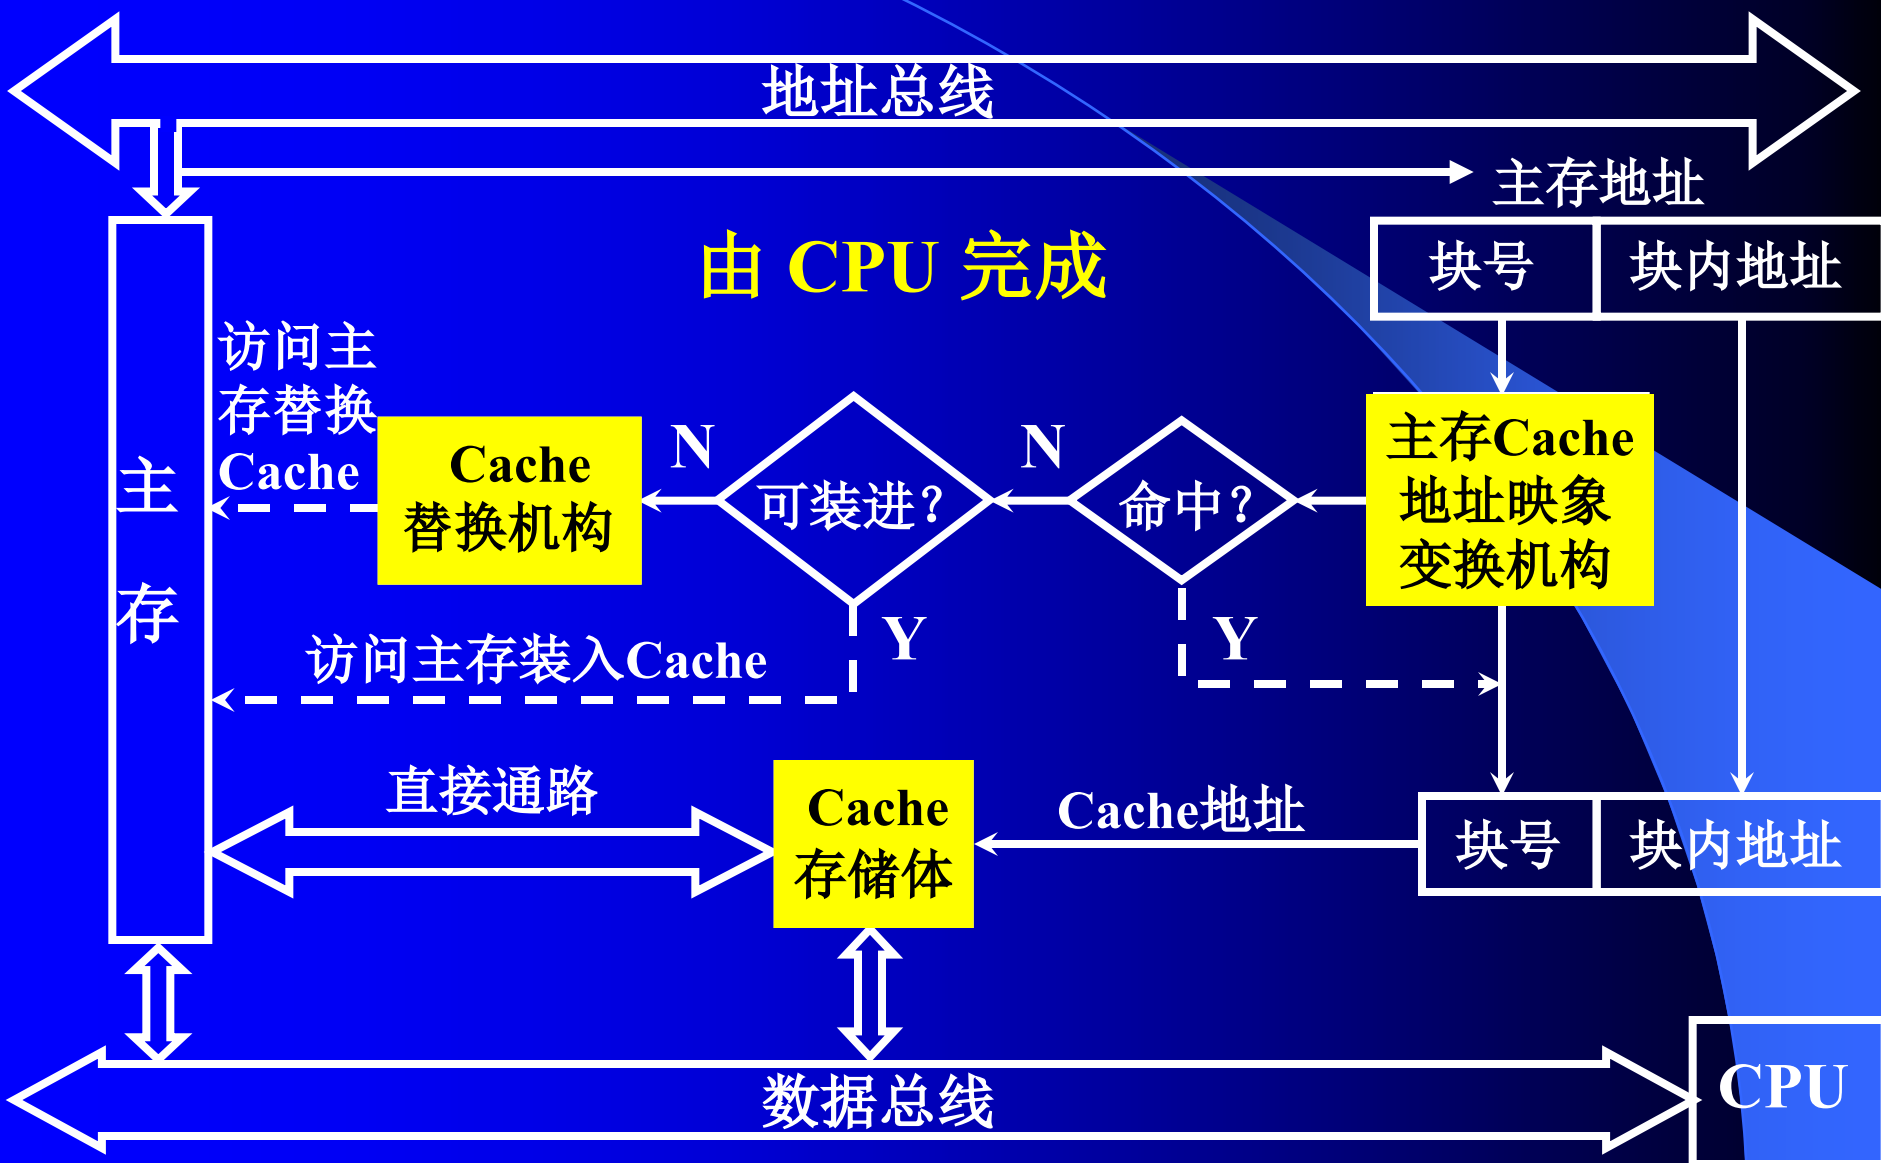 地址总线
主存地址
由 CPU 完成
块号
块内地址
访问主
存替换
Cache
主
存
Cache
替换机构
N
可装进？
N
命中？
主存Cache
地址映象
变换机构
Y
Y
访问主存装入Cache
直接通路
Cache
存储体
Cache地址
块号
块内地址
数据总线
CPU